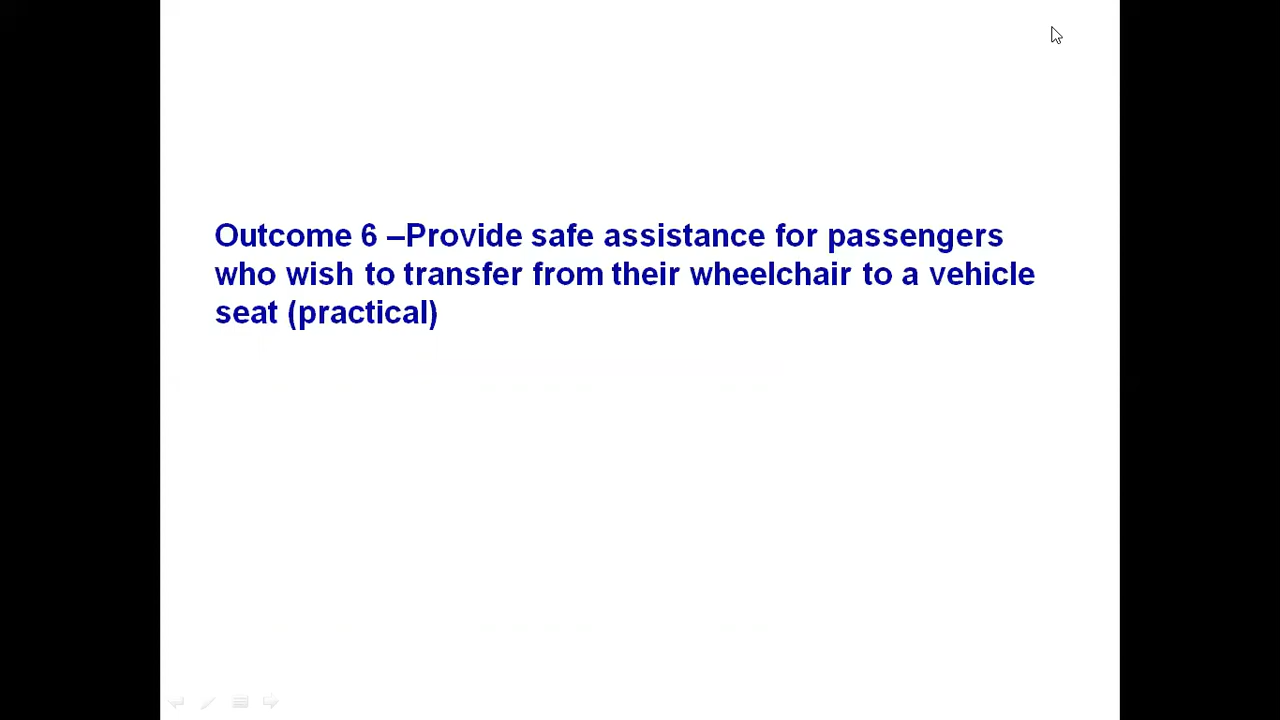 Outcome 6 –Provide safe assistance for passengers
who wish to transfer from their wheelchair to a vehicle
seat (practical)